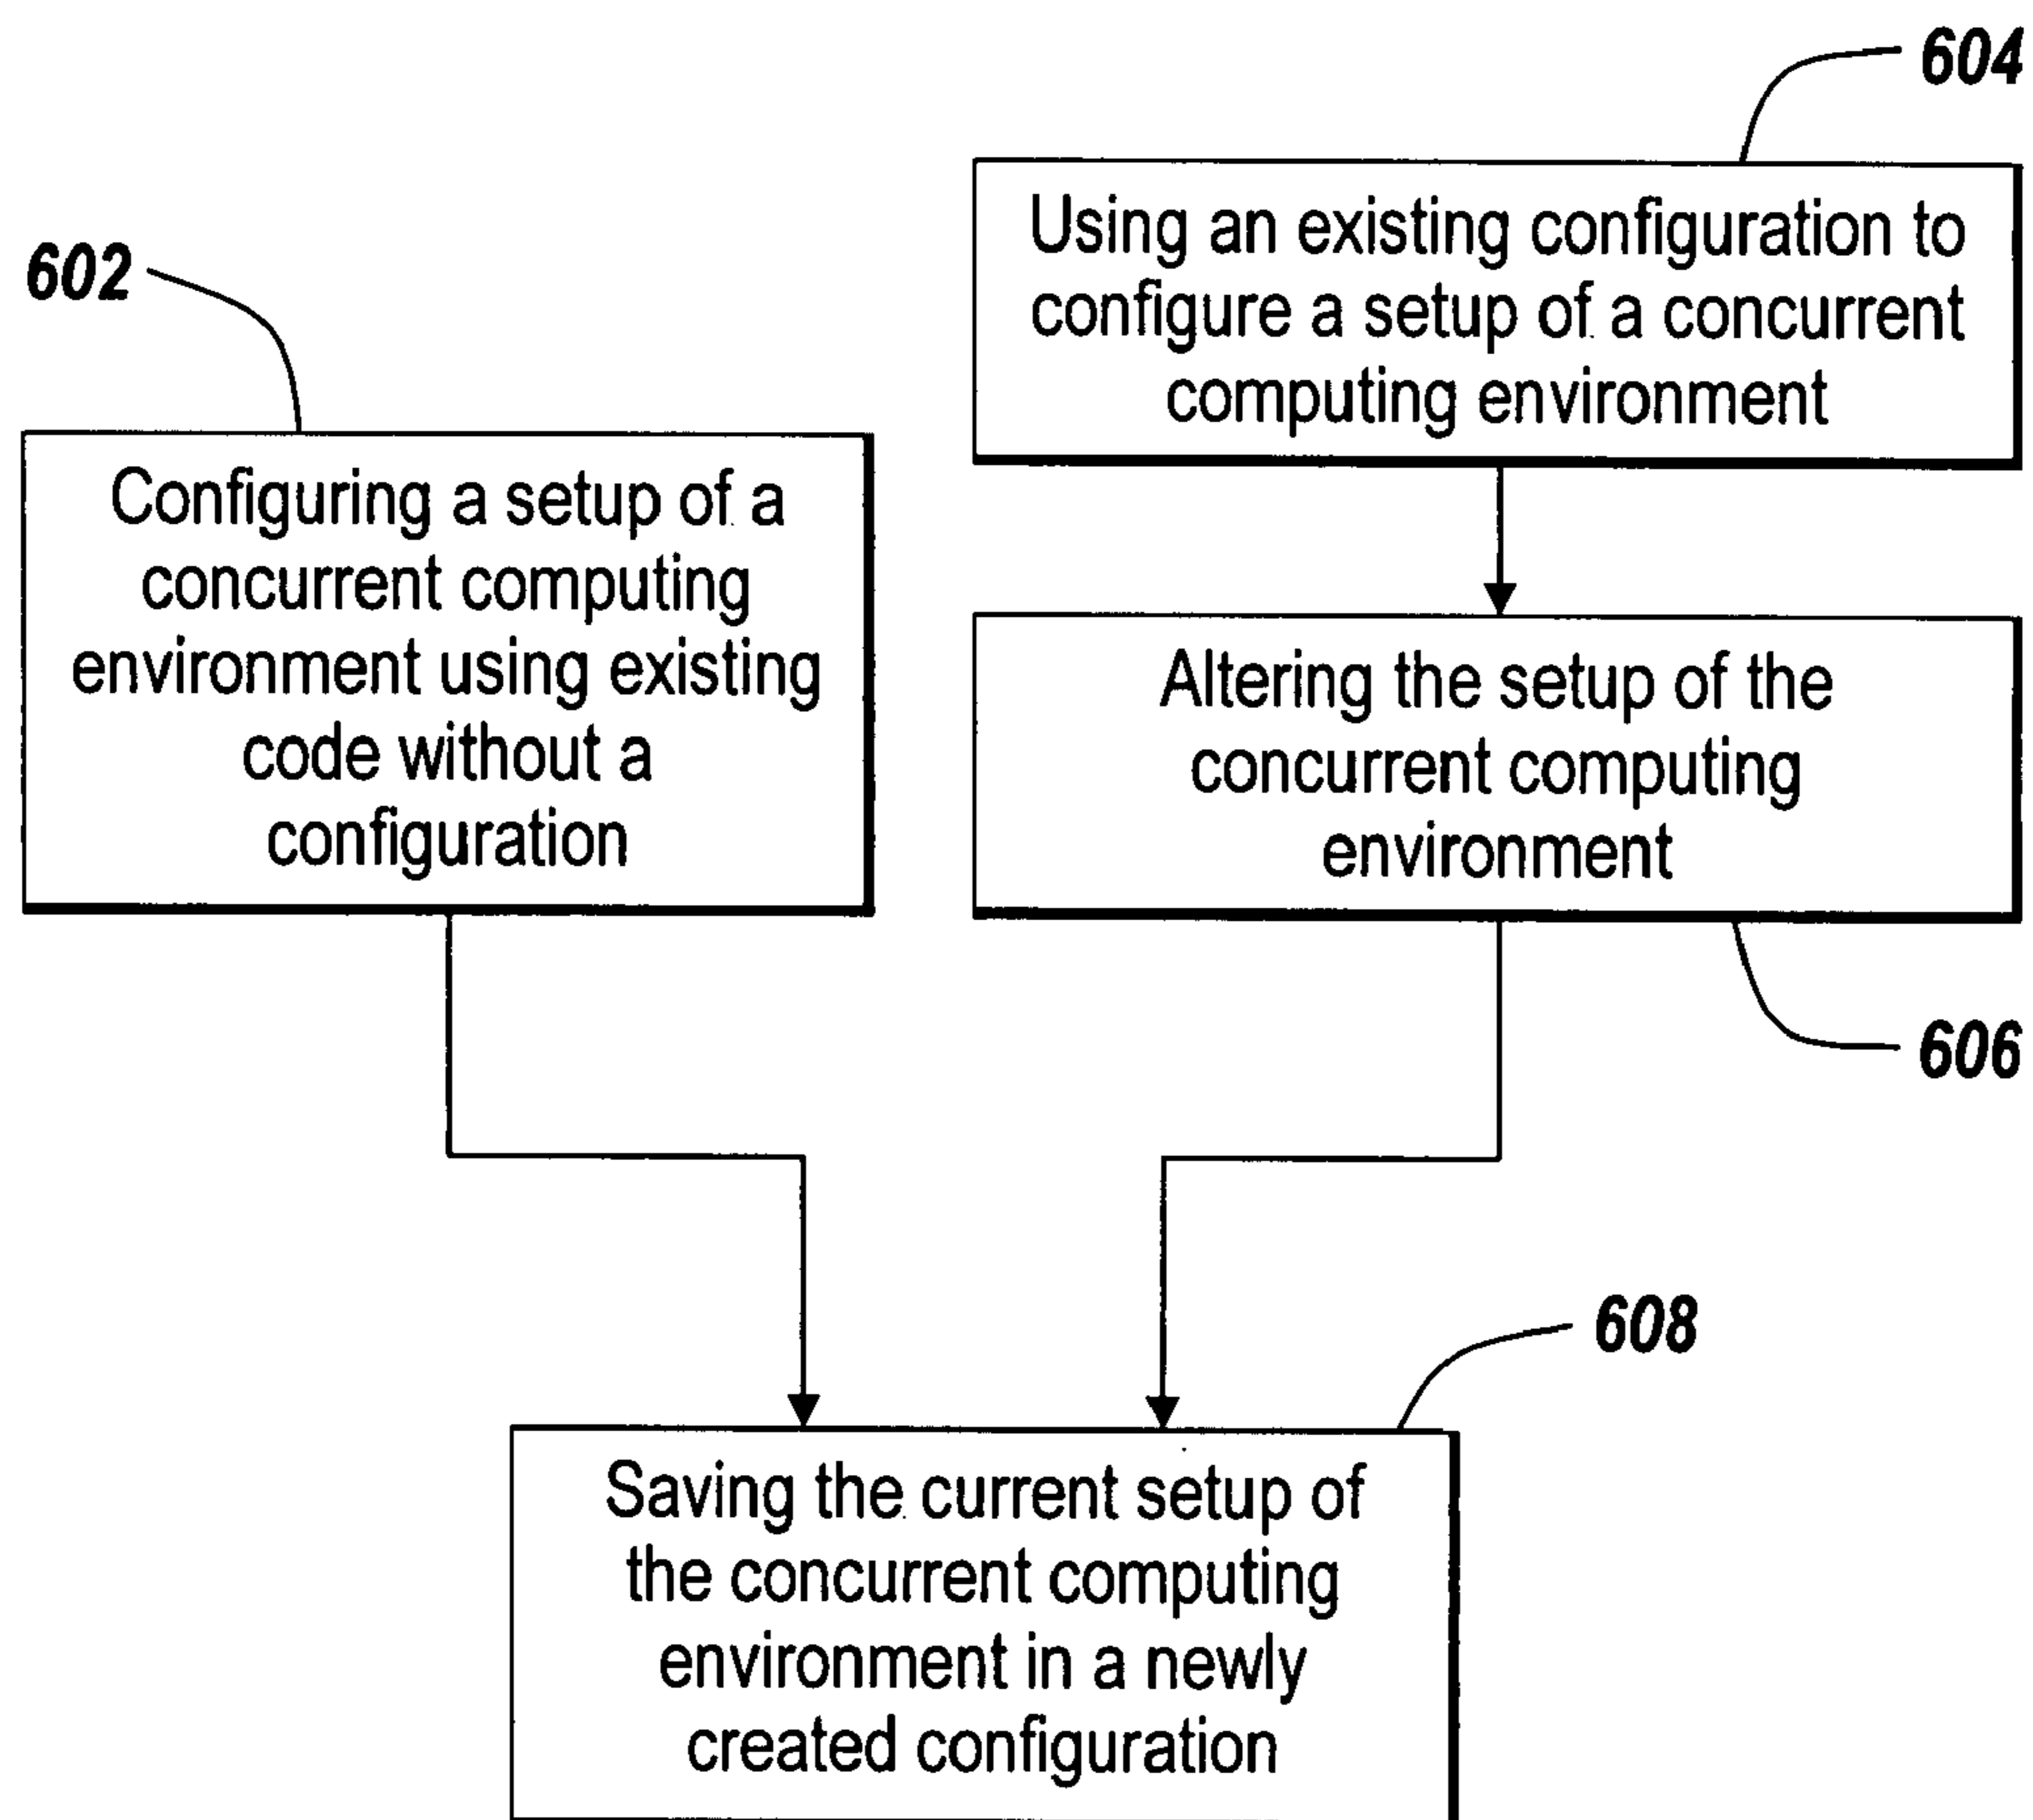 604
Using an existing configuration to
configure a setup of a concurrent
computing environment
602
Configuring a setup of a
concurrent computing
environment using existing
code without a
configuration
Altering the setup of the
concurrent computing
environment
606
608
Saving the current setup of
the concurrent computing
environment in a newly
created configuration